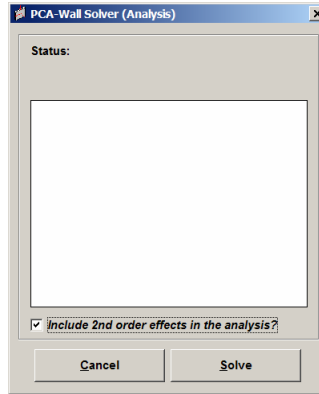 PCA-Wall Solver (Analysis)
Status:
Include 2nd order effects in the analysis?
Cancel
Solve